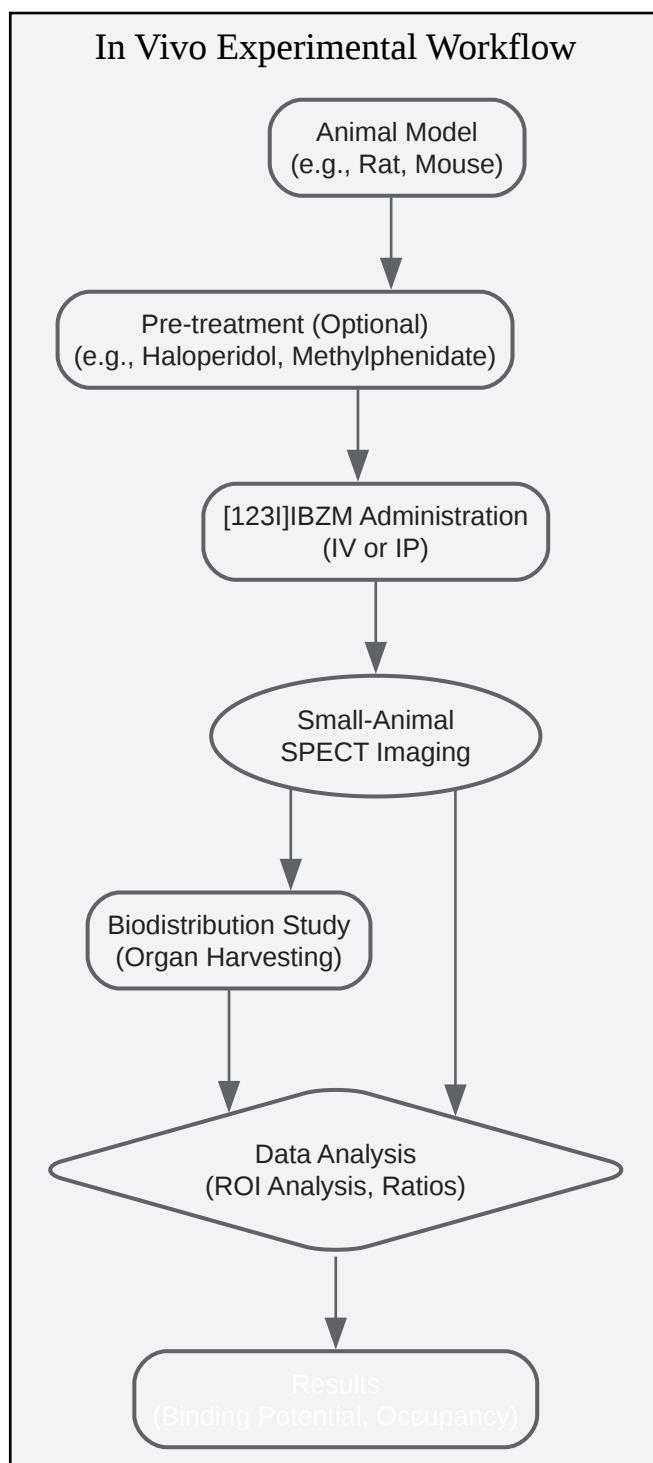 In Vivo Experimental Workflow
Animal Model
(e.g., Rat, Mouse)
Pre-treatment (Optional)
(e.g., Haloperidol, Methylphenidate)
[123I]IBZM Administration
(IV or IP)
Small-Animal
SPECT Imaging
Biodistribution Study
(Organ Harvesting)
Data Analysis
(ROI Analysis, Ratios)
Results
(Binding Potential, Occupancy)